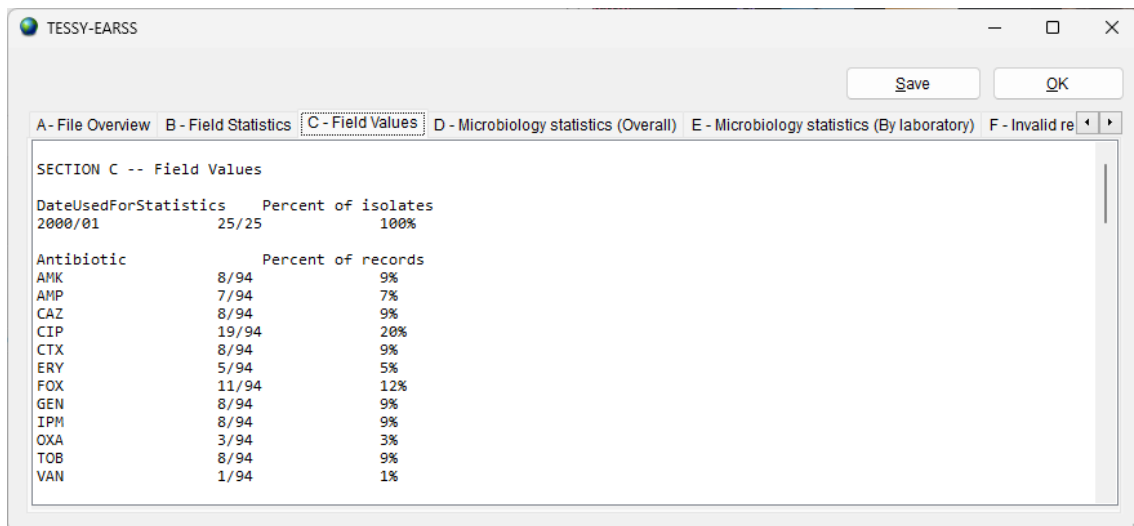 TESSY-EARSS
Save OK
A - File Overview B - Field Statistics C - Field Values D - Microbiology statistics (Overall) E - Microbiology statistics (By laboratory) F - Invalid re
SECTION C -- Field Values
DateUsedForStatistics Percent of isolates
2000/01 25/25 100%
Antibiotic Percent of records
AMK 8/94 9%
AMP 7/94 7%
CAZ 8/94 9%
CIP 19/94 20%
CTX 8/94 9%
ERY 5/94 5%
FOX 11/94 12%
GEN 8/94 9%
IPM 8/94 9%
OXA 3/94 3%
TOB 8/94 9%
VAN 1/94 1%